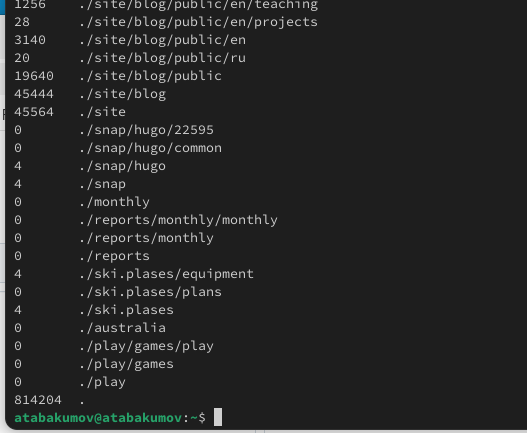 1256 ./site/blog/public/en/teaching
28 ./site/blog/public/en/projects
3140 ./site/blog/public/en
20 ./site/blog/public/ru
19640 ./site/blog/public
45444 ./site/blog
45564 ./site
0 ./snap/hugo/22595
0 ./snap/hugo/common
4 ./snap/hugo
4 ./snap
0 ./monthly
0 ./reports/monthly/monthly
0 ./reports/monthly
0 ./reports
4 ./ski.plases/equipment
0 ./ski.plases/plans
4 ./ski.plases
0 ./australia
0 ./play/games/play
0 ./play/games
0 ./play
814204 .
atabakumov@atabakumov:~$